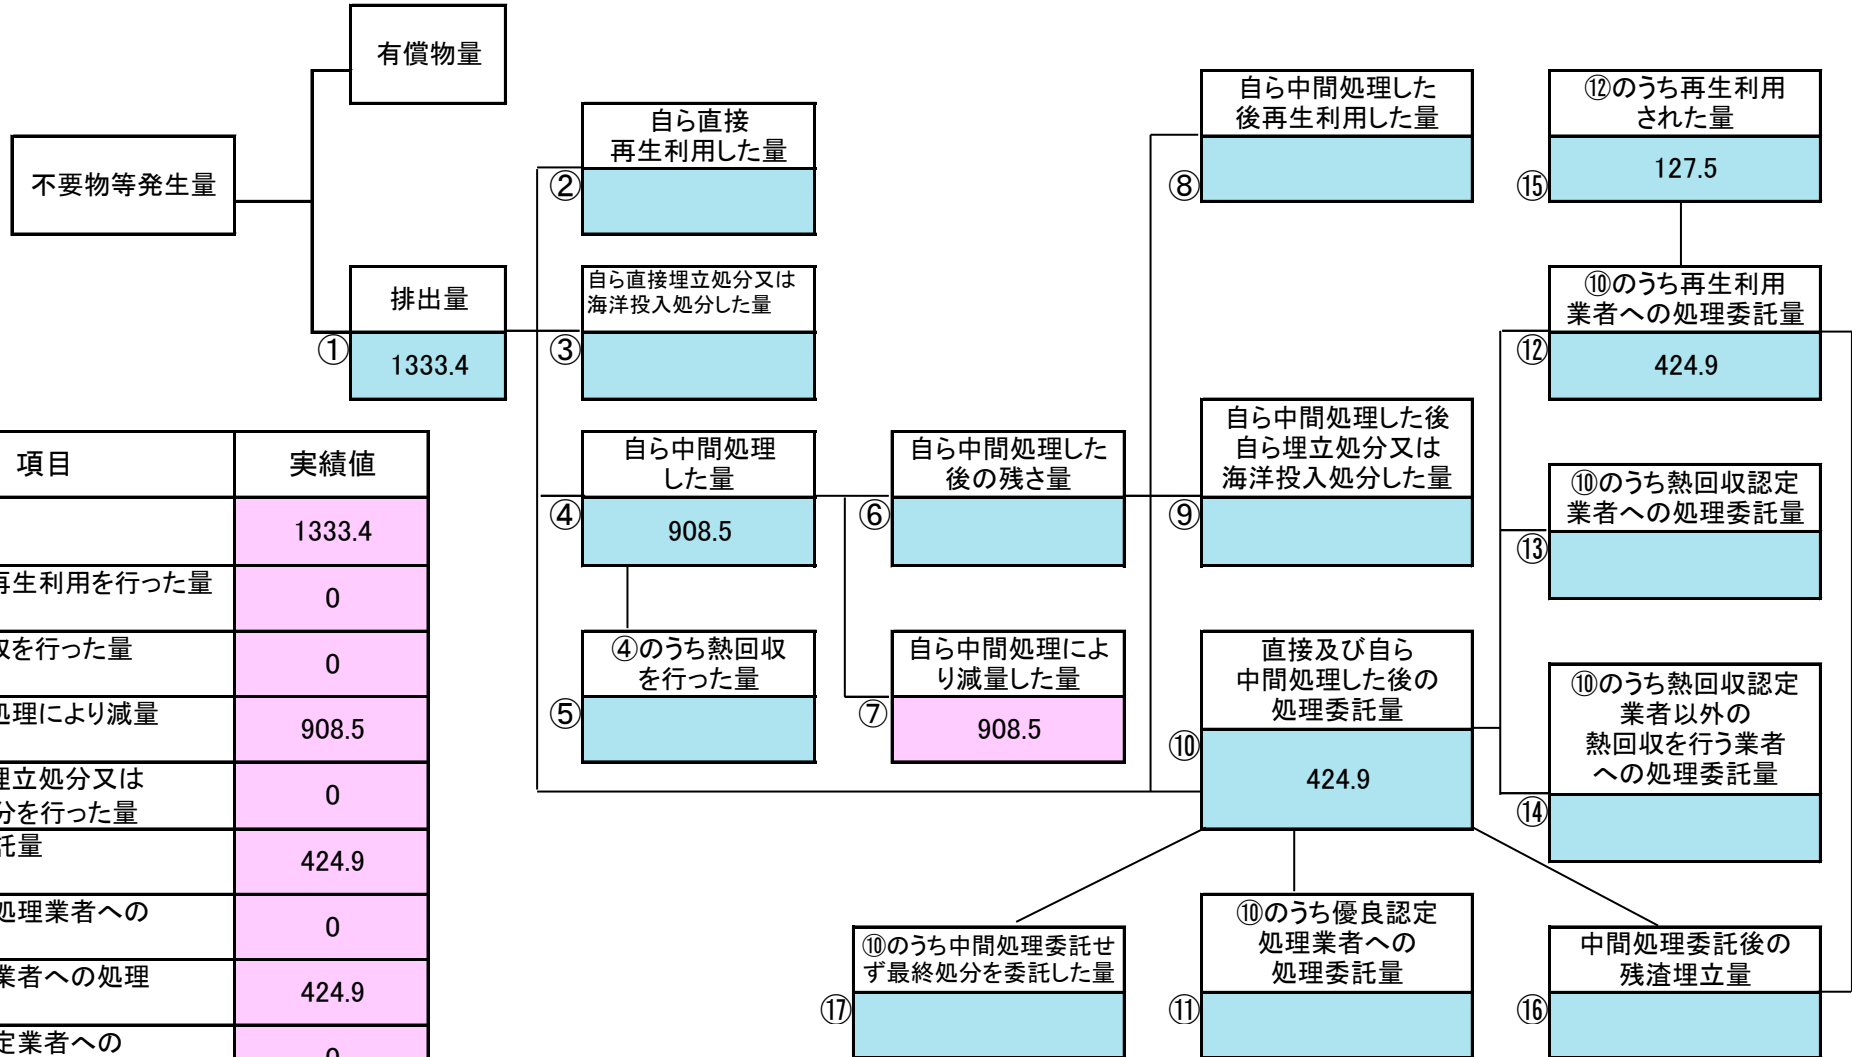 有償物量
不要物等発生量
排出量
①
1333.4
自ら直接
再生利用した量
②
自ら直接埋立処分又は
海洋投入処分した量
③
自ら中間処理
した量
④
908.5
④のうち熱回収
を行った量
⑤
自ら中間処理した
後の残さ量
⑥
自ら中間処理によ
り減量した量
⑦
908.5
自ら中間処理した
後再生利用した量
⑧
自ら中間処理した後
自ら埋立処分又は
海洋投入処分した量
⑨
直接及び自ら
中間処理した後の
処理委託量
⑩
424.9
⑫のうち再生利用
された量
127.5
⑮
⑩のうち再生利用
業者への処理委託量
⑫
424.9
⑩のうち熱回収認定
業者への処理委託量
⑬
⑩のうち熱回収認定
業者以外の
熱回収を行う業者
への処理委託量
⑭
⑩のうち中間処理委託せ
ず最終処分を委託した量
⑰
⑩のうち優良認定
処理業者への
処理委託量
⑪
中間処理委託後の
残渣埋立量
⑯
項目 実績値
1333.4
再生利用を行った量 0
を行った量 0
処理により減量 908.5
埋立処分又は
分を行った量 0
託量 424.9
処理業者への 0
業者への処理 424.9
定業者への